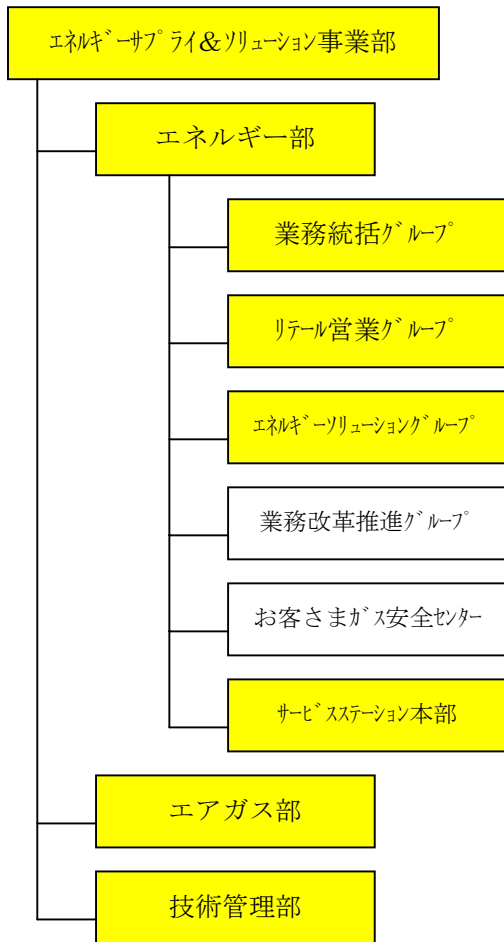 ｴﾈﾙｷﾞｰｻﾌﾟﾗｲ&ｿﾘｭｰｼｮﾝ事業部
エネルギー部
業務統括ｸﾞﾙｰﾌﾟ
ﾘﾃｰﾙ営業ｸﾞﾙｰﾌﾟ
ｴﾈﾙｷﾞｰｿﾘｭｰｼｮﾝｸﾞﾙｰﾌﾟ
業務改革推進ｸﾞﾙｰﾌﾟ
お客さまｶﾞｽ安全ｾﾝﾀｰ
ｻｰﾋﾞｽｽﾃｰｼｮﾝ本部
エアガス部
技術管理部